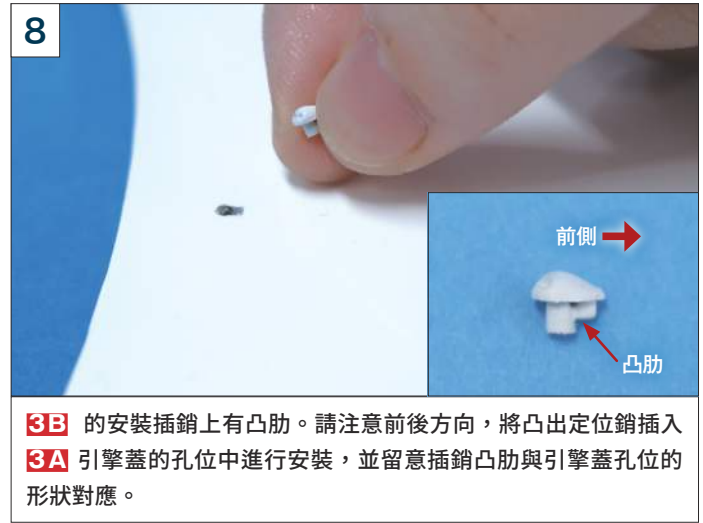 8
前側
凸肋
3B 的安裝插銷上有凸肋。請注意前後方向，將凸出定位銷插入
3A 引擎蓋的孔位中進行安裝，並留意插銷凸肋與引擎蓋孔位的
形狀對應。